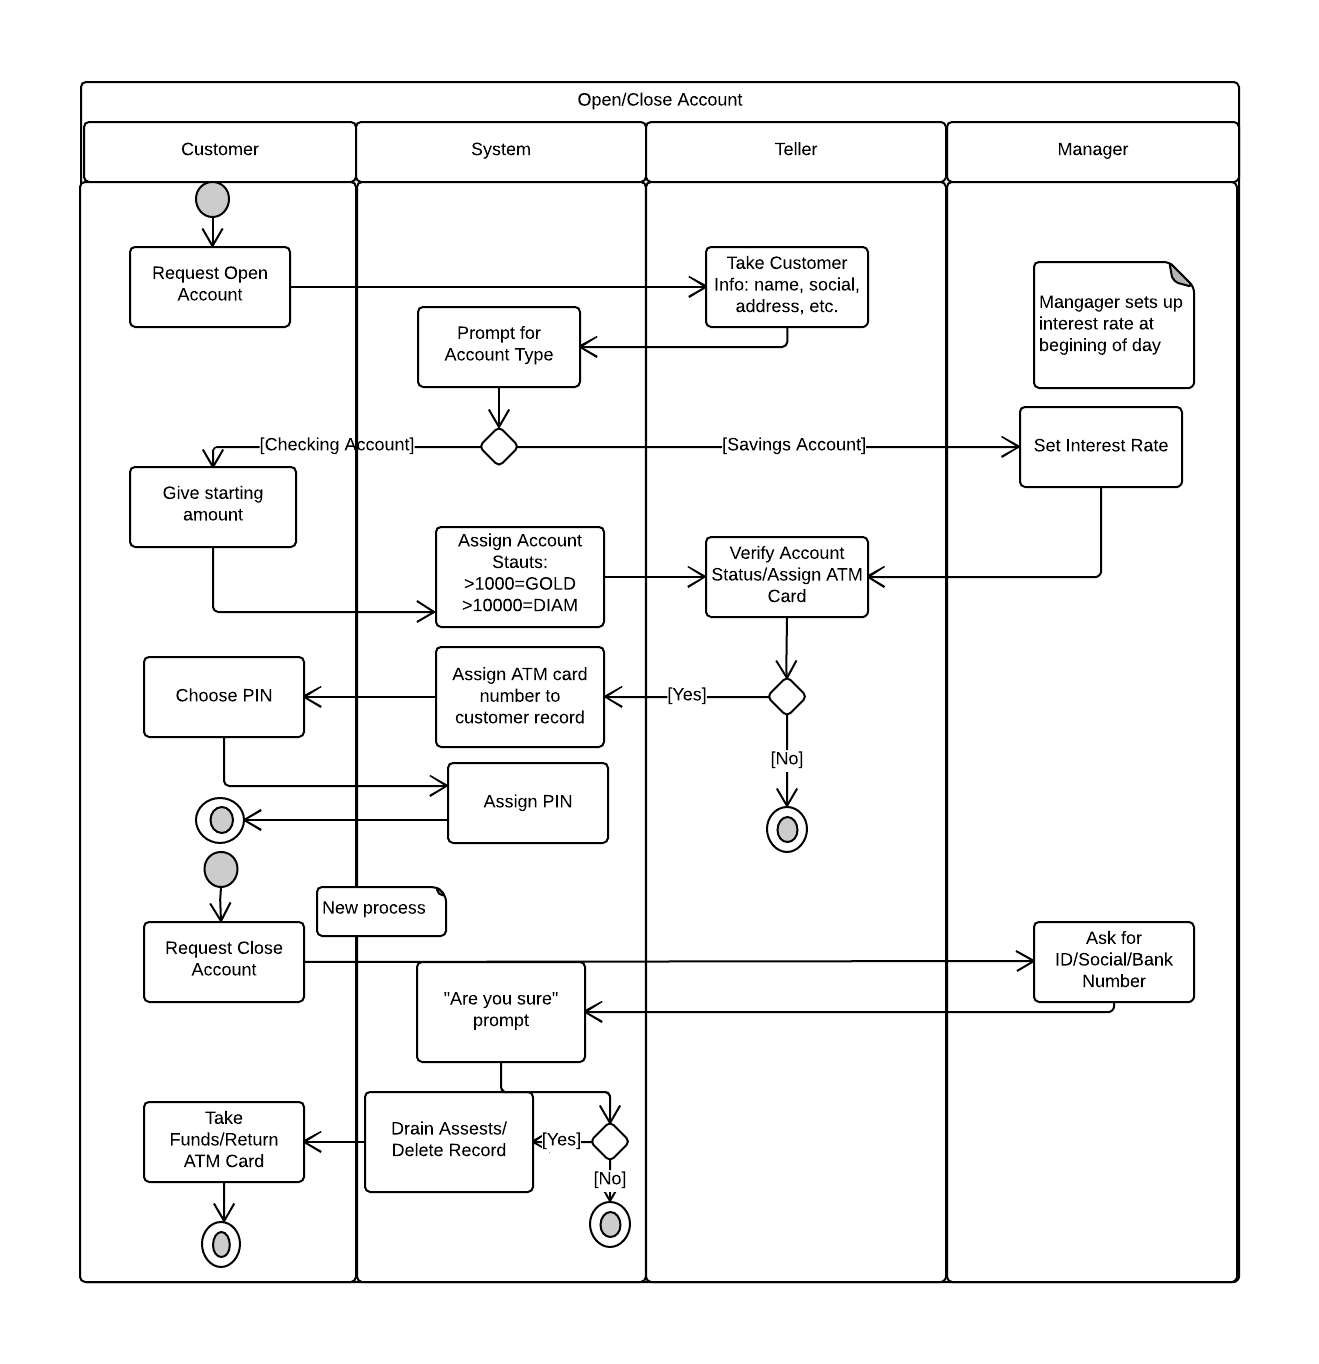 Open/Close Account
Customer
System
Teller
Manager
Request Open
Account
Take Customer
Info: name, social,
address, etc.
Mangager sets up
interest rate at
begining of day
Prompt for
Account Type
[Checking Account]
[Savings Account]
Set Interest Rate
Give starting
amount
Assign Account
Stauts:
>1000=GOLD
>10000=DIAM
Verify Account
Status/Assign ATM
Card
Choose PIN
Assign ATM card
number to
customer record
[Yes]
[No]
Assign PIN
New process
Request Close
Account
Ask for
ID/Social/Bank
Number
"Are you sure"
prompt
Take
Funds/Return
ATM Card
Drain Assests/
Delete Record
[Yes]
[No]